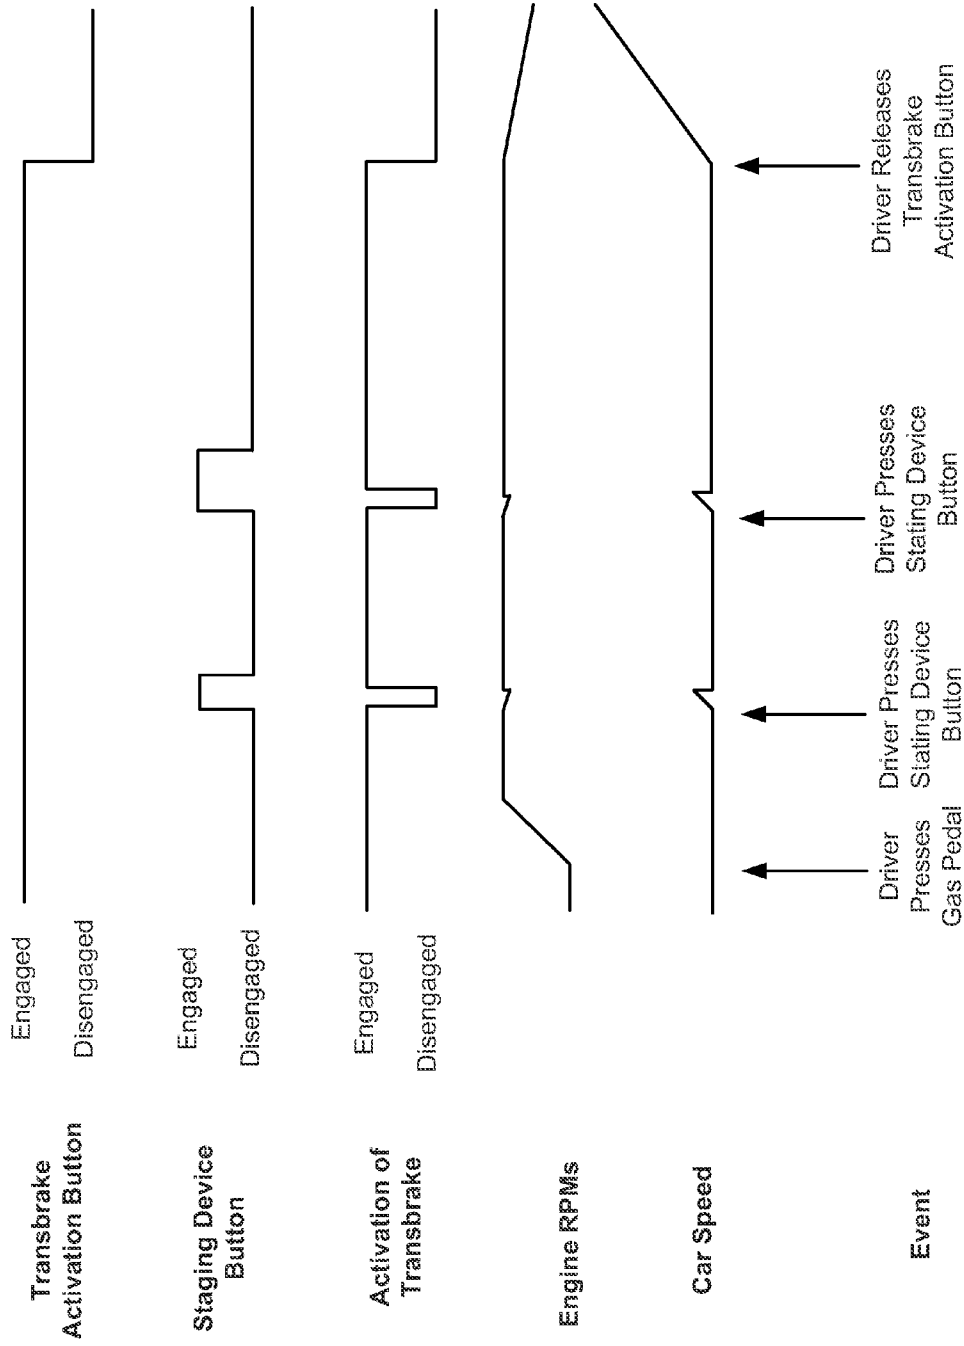 Transbrake
Activation Button
Engaged
Disengaged
Staging Device
Button
Engaged
Disengaged
Activation of
Transbrake
Engaged
Disengaged
Engine RPMs
Car Speed
Event
Driver
Presses
Gas Pedal
Driver Presses
Stating Device
Button
Driver Presses
Stating Device
Button
Driver Releases
Transbrake
Activation Button